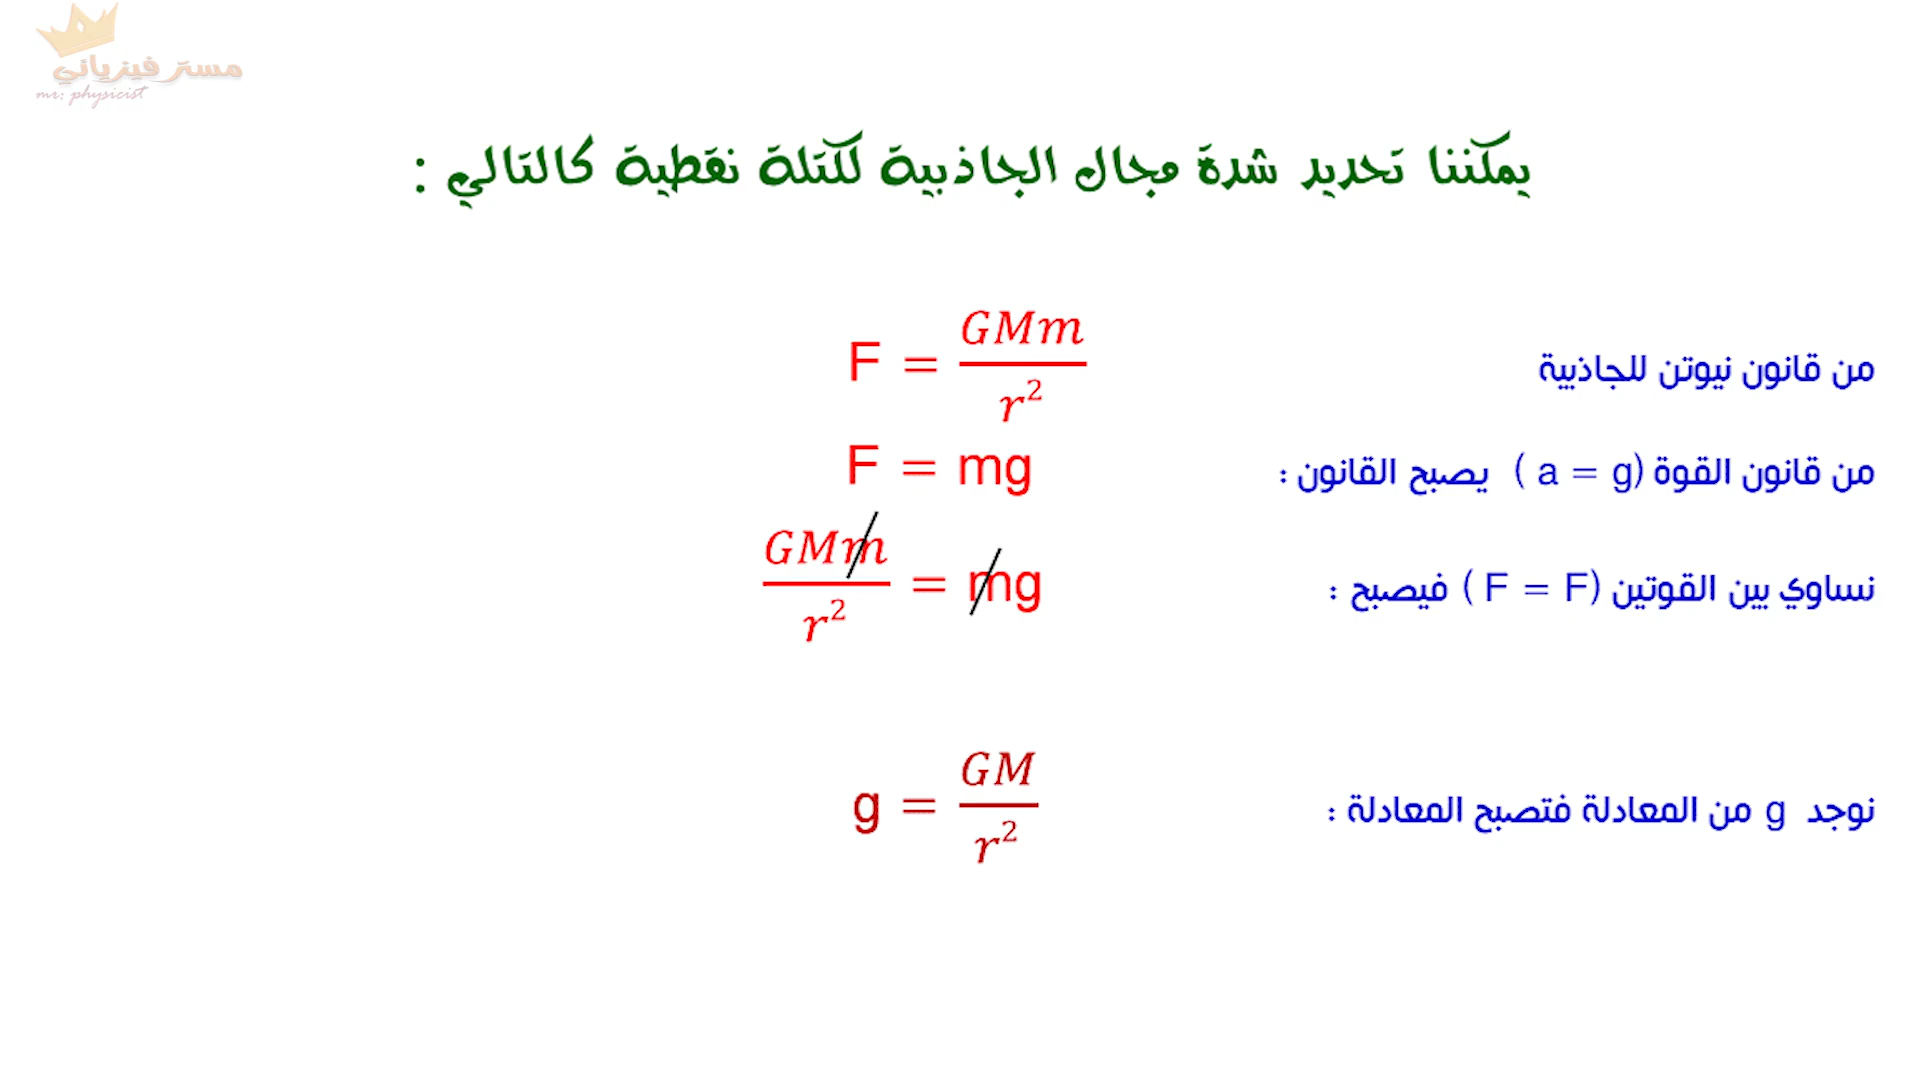 مستر فيزيائي
mr: physicist
يمكننا تحديد شدة مجال الجاذبية لكتلة نقطية كالتالي :
من قانون نيوتن للجاذبية F = GMm / r²
من قانون القوة (a = g) يصبح القانون : F = mg
نساوي بين القوتين (F = F) فيصبح : GMm / r² = mg
نوجد g من المعادلة فتصبح المعادلة : g = GM / r²